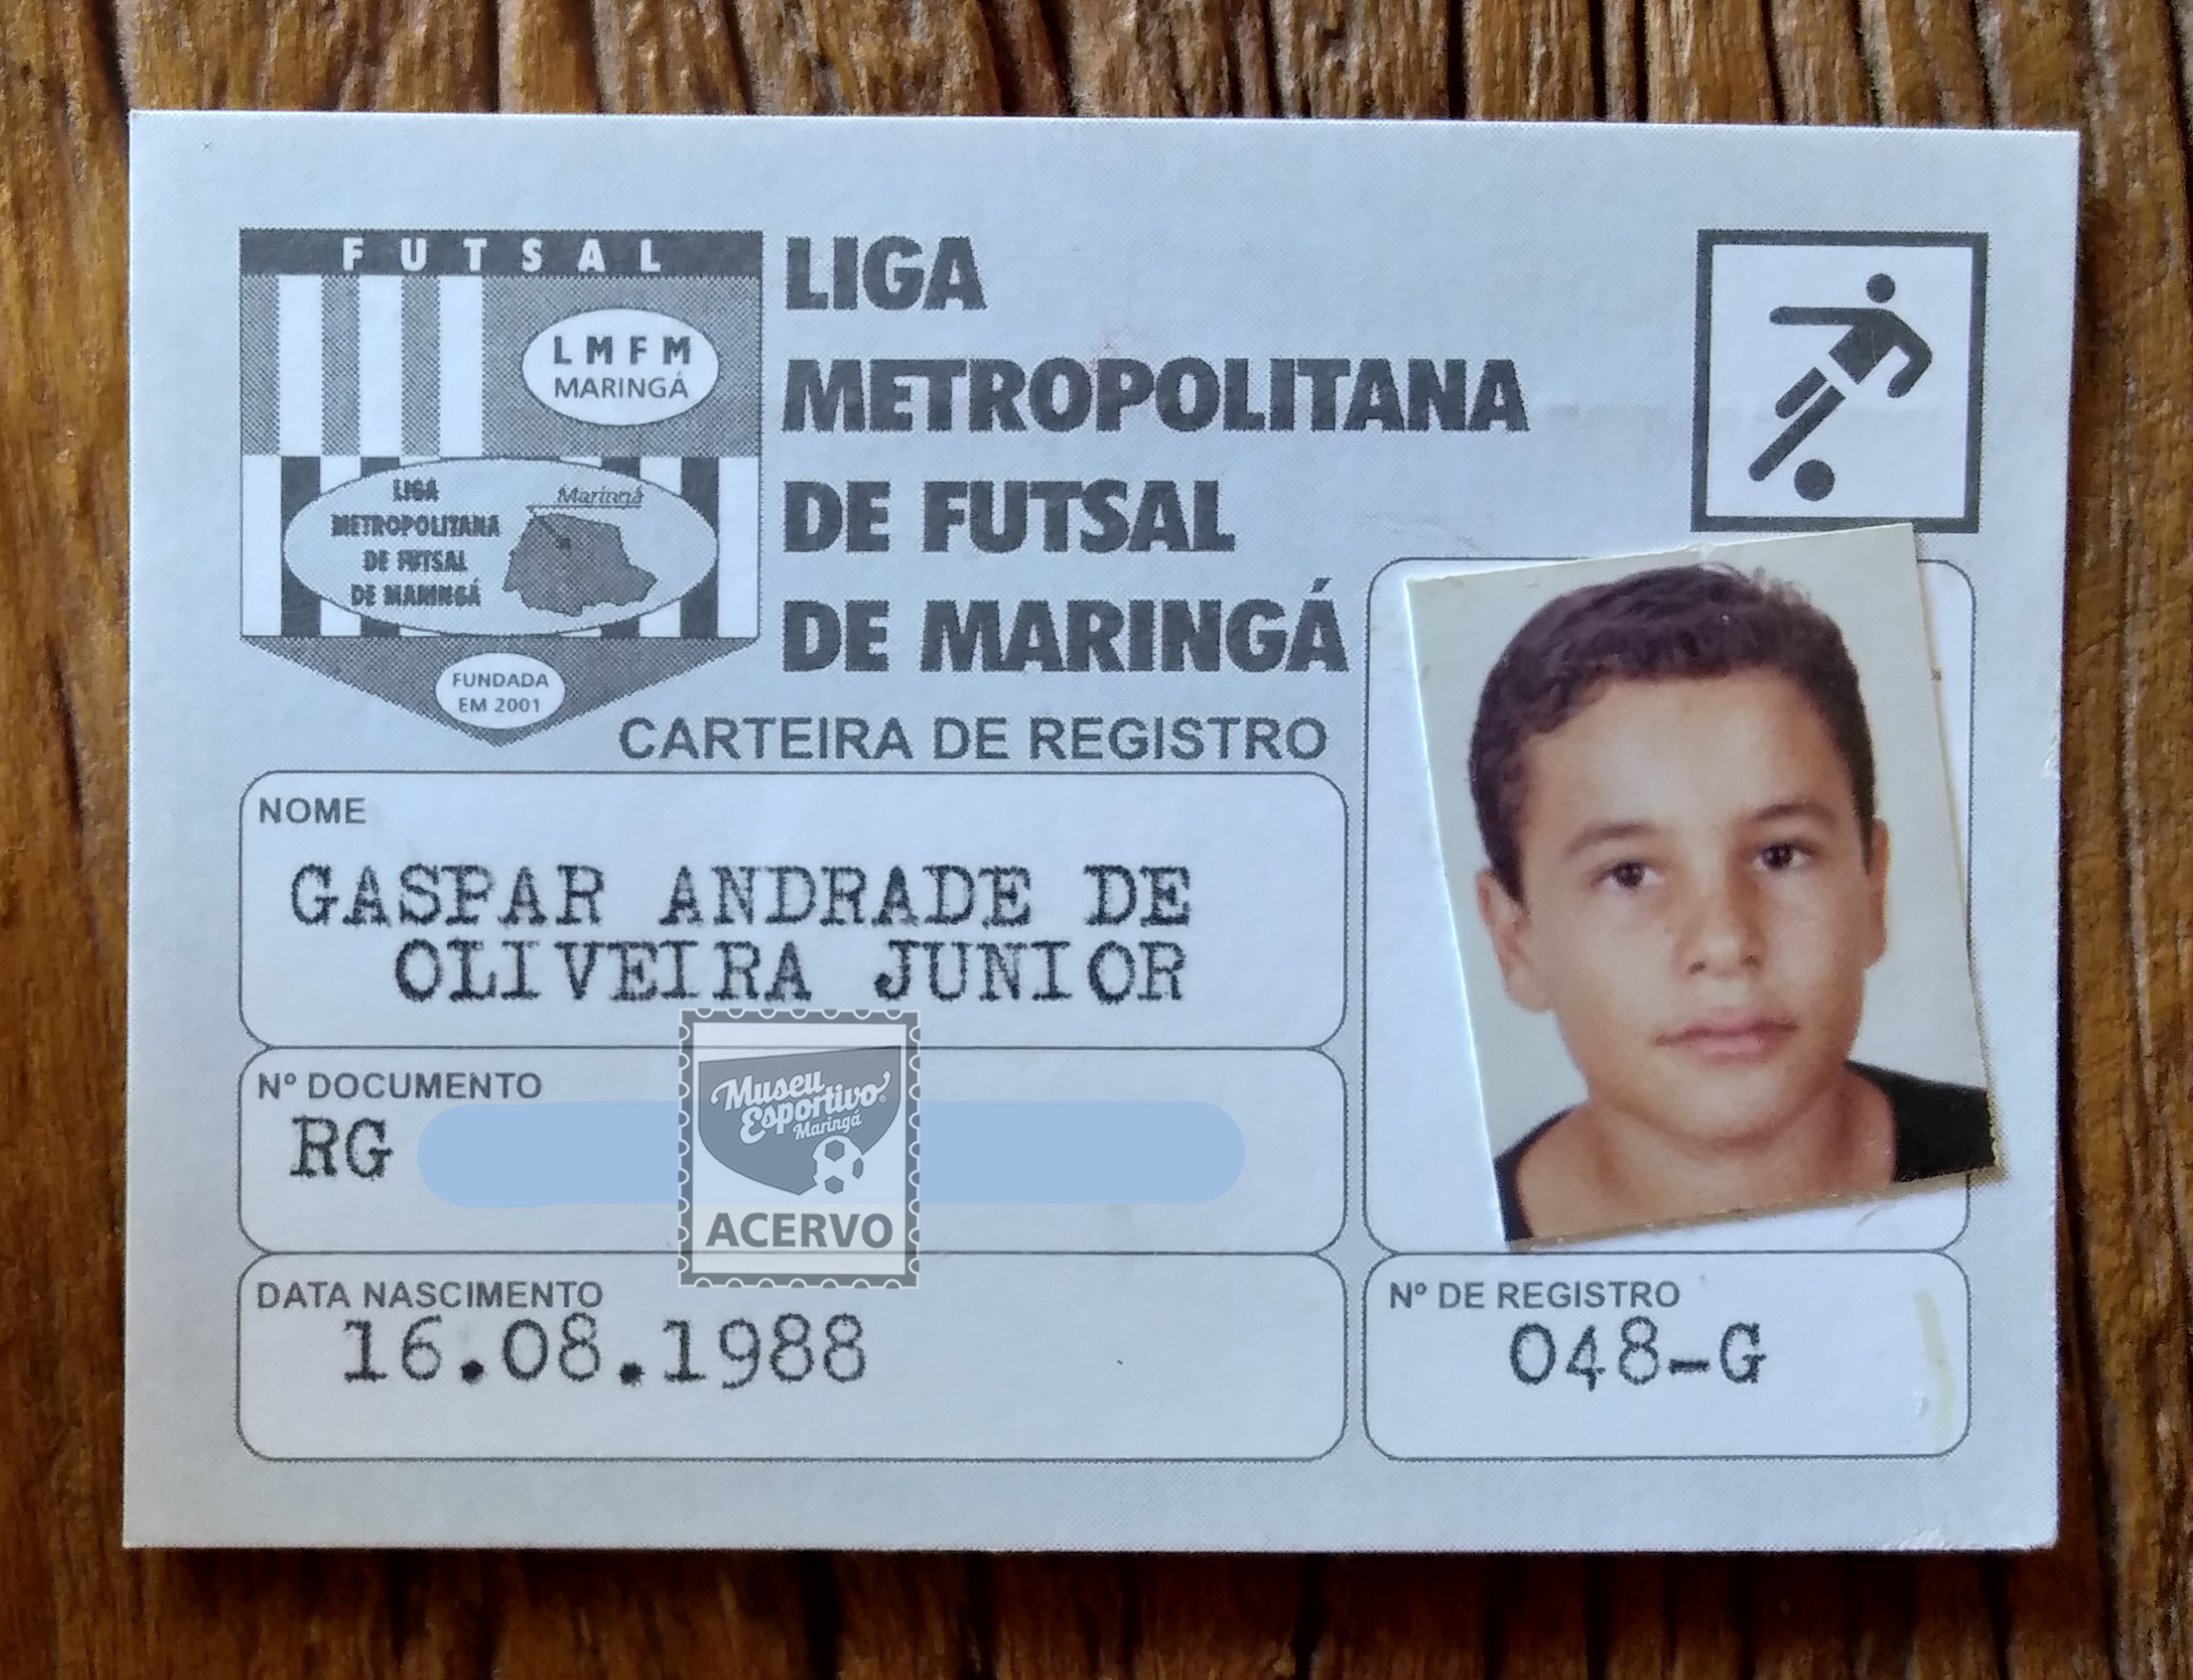 FUTSAL
LMFM
MARINGÁ
LIGA
METROPOLITANA
DE FUTSAL
DE MARINGÁ
Maringá
FUNDADA
EM 2001
LIGA
METROPOLITANA
DE FUTSAL
DE MARINGÁ
CARTEIRA DE REGISTRO
NOME
GASPAR ANDRADE DE
OLIVEIRA JUNIOR
Nº DOCUMENTO
RG
Museu
Esportivo
Maringá
ACERVO
DATA NASCIMENTO
16.08.1988
Nº DE REGISTRO
048-G